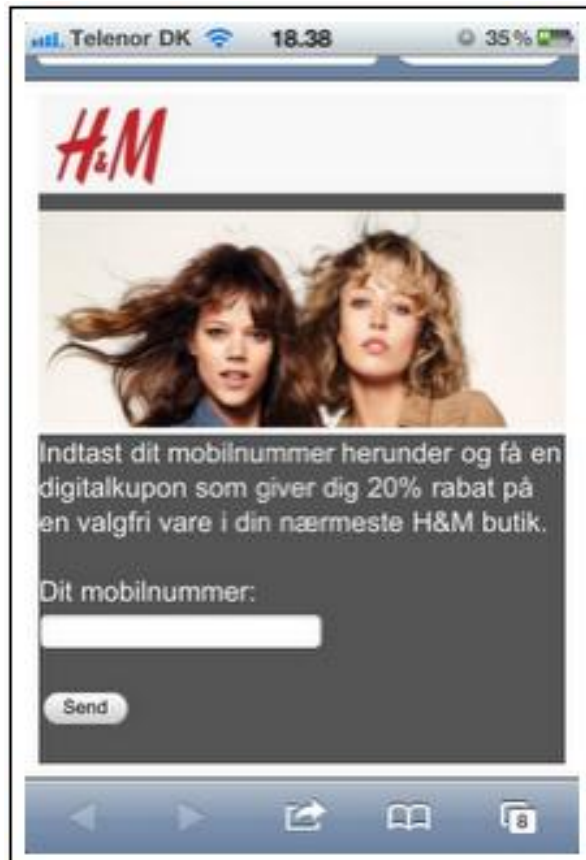 Telenor DK 18.38 35%
H&M
Indtast dit mobilnummer herunder og få en
digitalkupon som giver dig 20% rabat på
en valgfri vare i din nærmeste H&M butik.
Dit mobilnummer:
Send
8